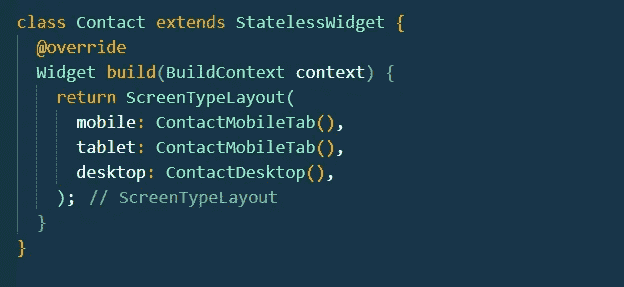 class Contact extends StatelessWidget {
@override
Widget build(BuildContext context) {
return ScreenTypeLayout(
mobile: ContactMobileTab(),
tablet: ContactMobileTab(),
desktop: ContactDesktop(),
); // ScreenTypeLayout
}
}